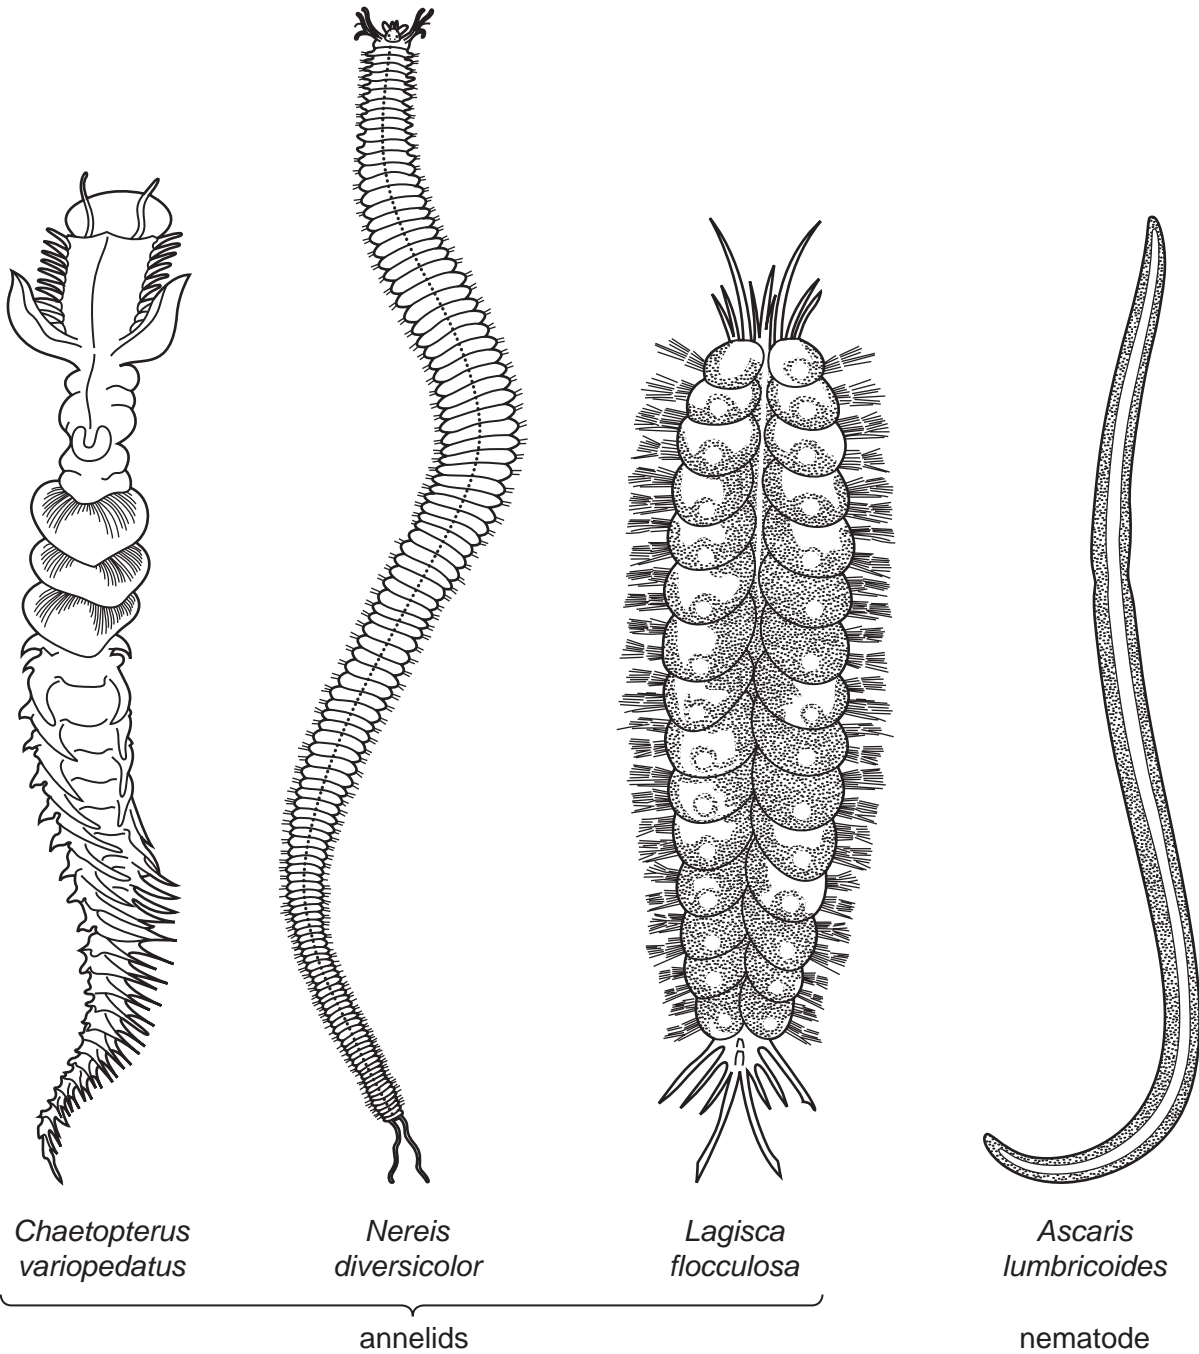 Chaetopterus
variopedatus
Nereis
diversicolor
Lagisca
flocculosa
Ascaris
lumbricoides
annelids
nematode